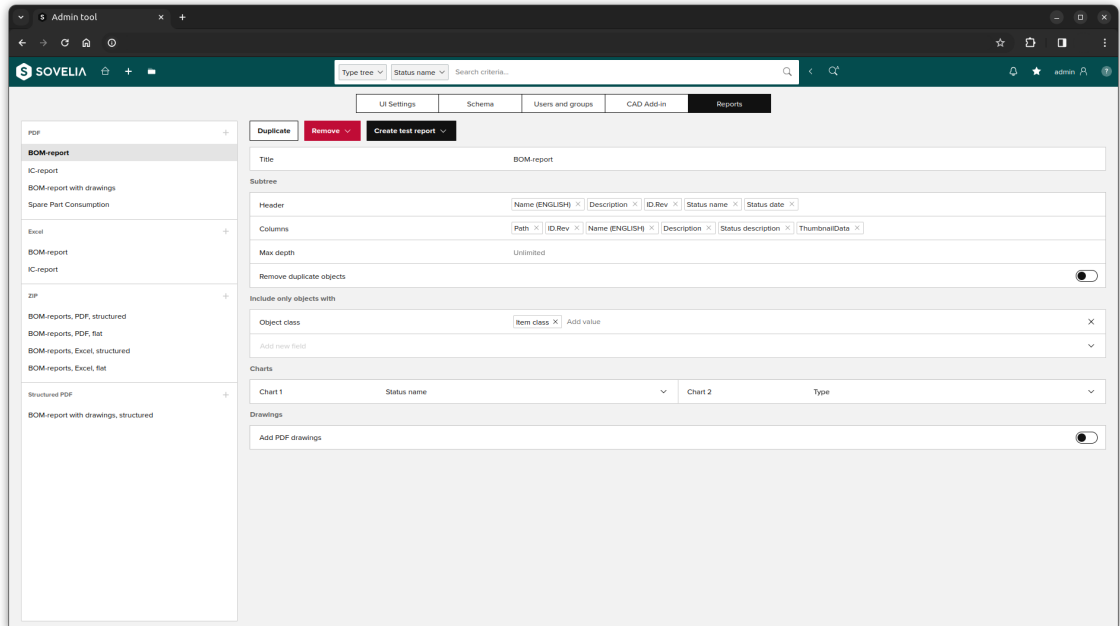 Admin tool
SOVELIA
Type tree
Status name
Search criteria...
admin
?
UI Settings
Schema
Users and groups
CAD Add-in
Reports
PDF
BOM-report
IC-report
BOM-report with drawings
Spare Part Consumption
Excel
BOM-report
IC-report
ZIP
BOM-reports, PDF, structured
BOM-reports, PDF, flat
BOM-reports, Excel, structured
BOM-reports, Excel, flat
Structured PDF
BOM-report with drawings, structured
Duplicate
Remove
Create test report
Title BOM-report
Subtree
Header Name (ENGLISH) Description ID.Rev Status name Status date
Columns Path ID.Rev Name (ENGLISH) Description Status description ThumbnailData
Max depth Unlimited
Remove duplicate objects
Include only objects with
Object class Item class Add value
Add new field
Charts
Chart 1 Status name Chart 2 Type
Drawings
Add PDF drawings